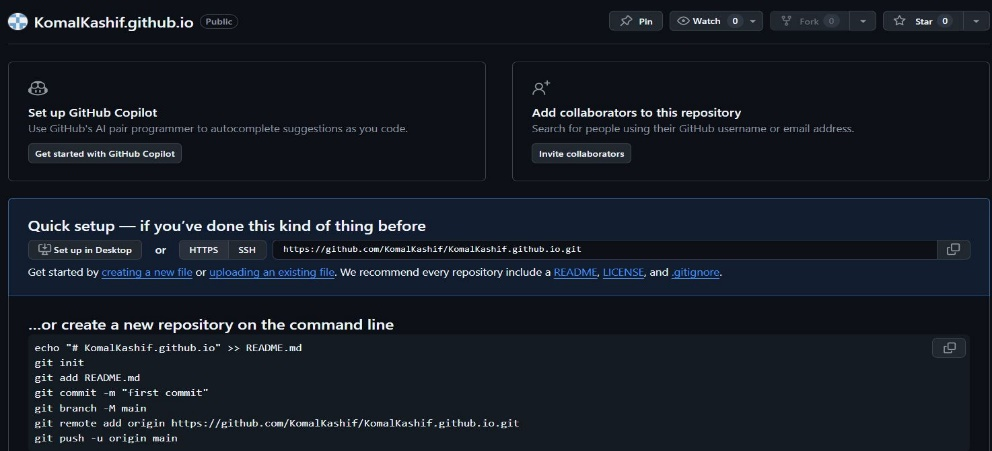 KomalKashif.github.io Public Pin Watch 0 Fork 0 Star 0
Set up GitHub Copilot
Use GitHub's AI pair programmer to autocomplete suggestions as you code.
Get started with GitHub Copilot
Add collaborators to this repository
Search for people using their GitHub username or email address.
Invite collaborators
Quick setup — if you've done this kind of thing before
Set up in Desktop or HTTPS SSH https://github.com/KomalKashif/KomalKashif.github.io.git
Get started by creating a new file or uploading an existing file. We recommend every repository include a README, LICENSE, and .gitignore.
...or create a new repository on the command line
echo "# KomalKashif.github.io" >> README.md
git init
git add README.md
git commit -m "first commit"
git branch -M main
git remote add origin https://github.com/KomalKashif/KomalKashif.github.io.git
git push -u origin main